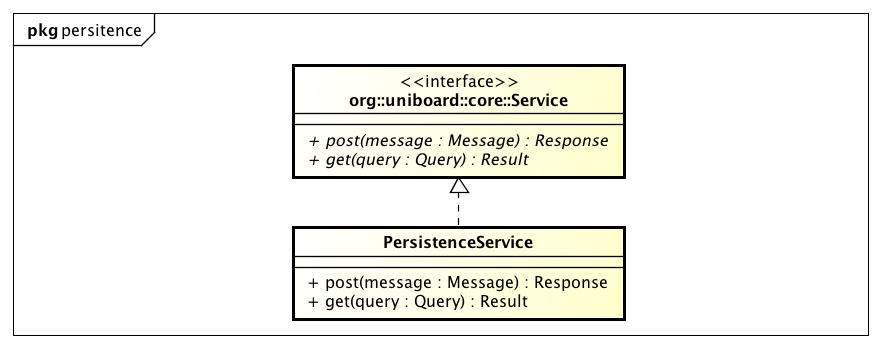 pkg persitence
<<interface>>
org::uniboard::core::Service
+ post(message : Message) : Response
+ get(query : Query) : Result
PersistenceService
+ post(message : Message) : Response
+ get(query : Query) : Result